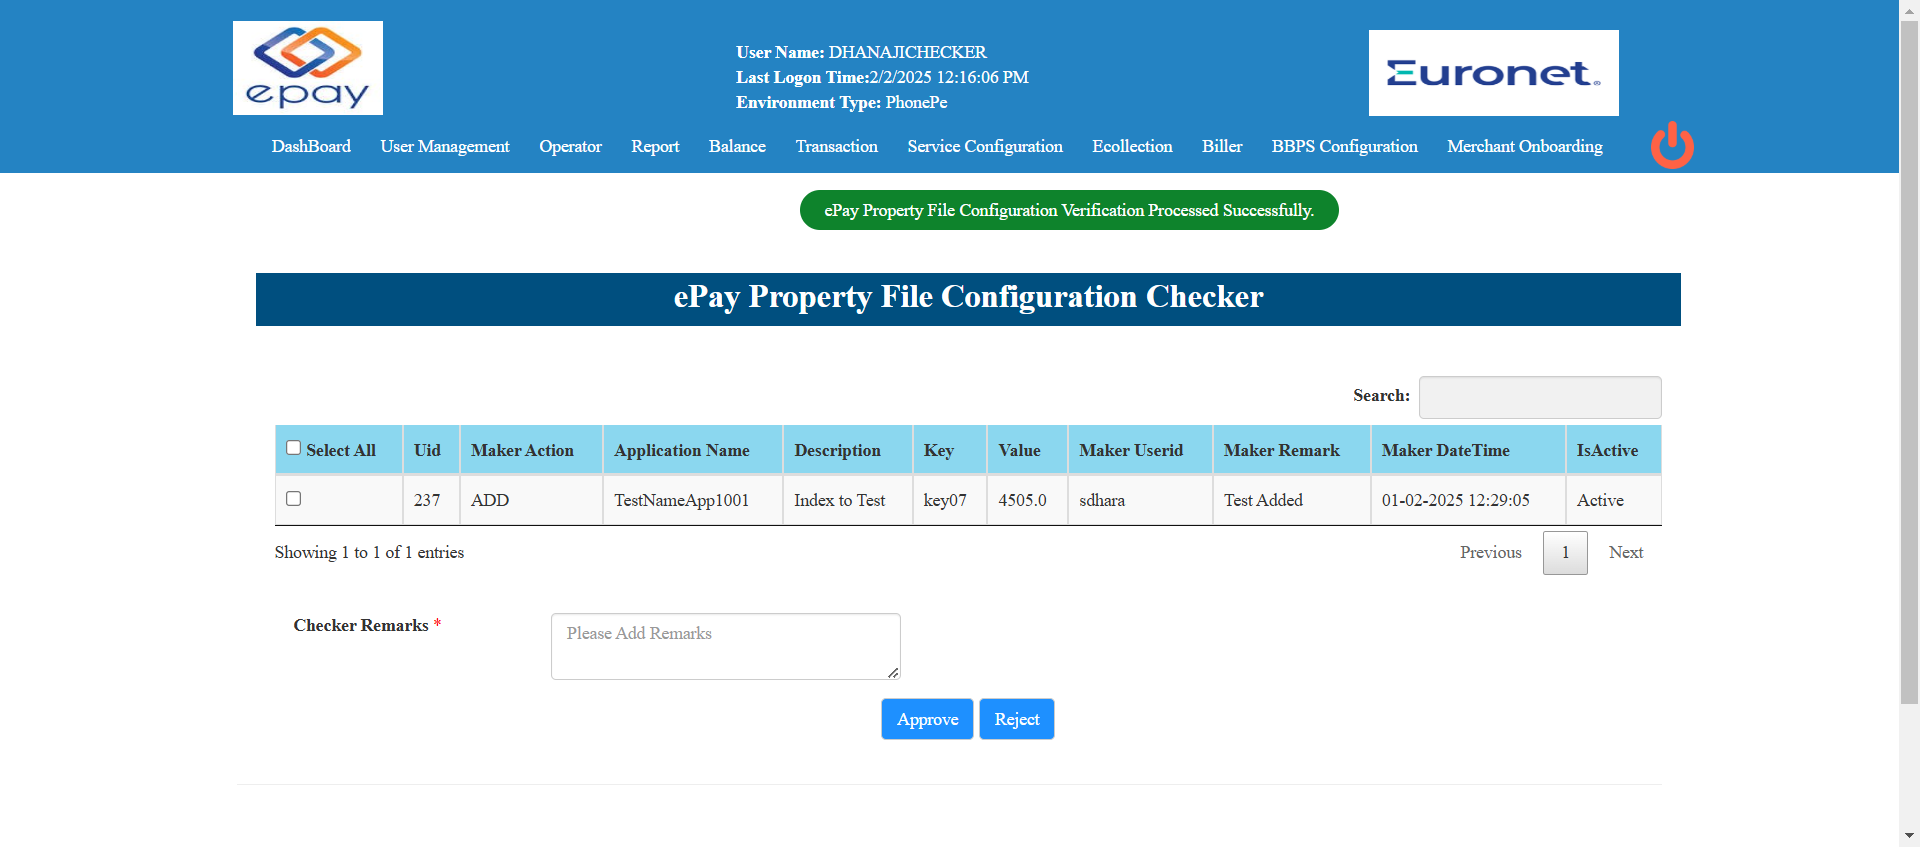 epay
User Name: DHANAJICHECKER
Last Logon Time:2/2/2025 12:16:06 PM
Environment Type: PhonePe
Euronet®
DashBoard User Management Operator Report Balance Transaction Service Configuration Ecollection Biller BBPS Configuration Merchant Onboarding
ePay Property File Configuration Verification Processed Successfully.
ePay Property File Configuration Checker
Search:
Select All Uid Maker Action Application Name Description Key Value Maker Userid Maker Remark Maker DateTime IsActive
237 ADD TestNameApp1001 Index to Test key07 4505.0 sdhara Test Added 01-02-2025 12:29:05 Active
Showing 1 to 1 of 1 entries
Previous 1 Next
Checker Remarks *
Please Add Remarks
Approve Reject